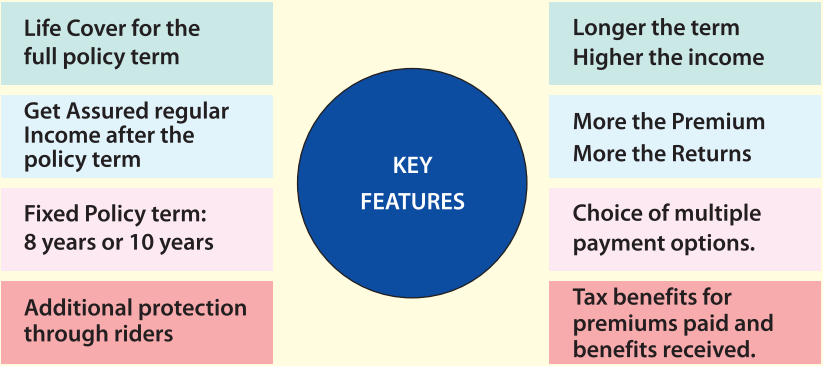 Life Cover for the
full policy term
Get Assured regular
Income after the
policy term
Fixed Policy term:
8 years or 10 years
Additional protection
through riders
KEY
FEATURES
Longer the term
Higher the income
More the Premium
More the Returns
Choice of multiple
payment options.
Tax benefits for
premiums paid and
benefits received.